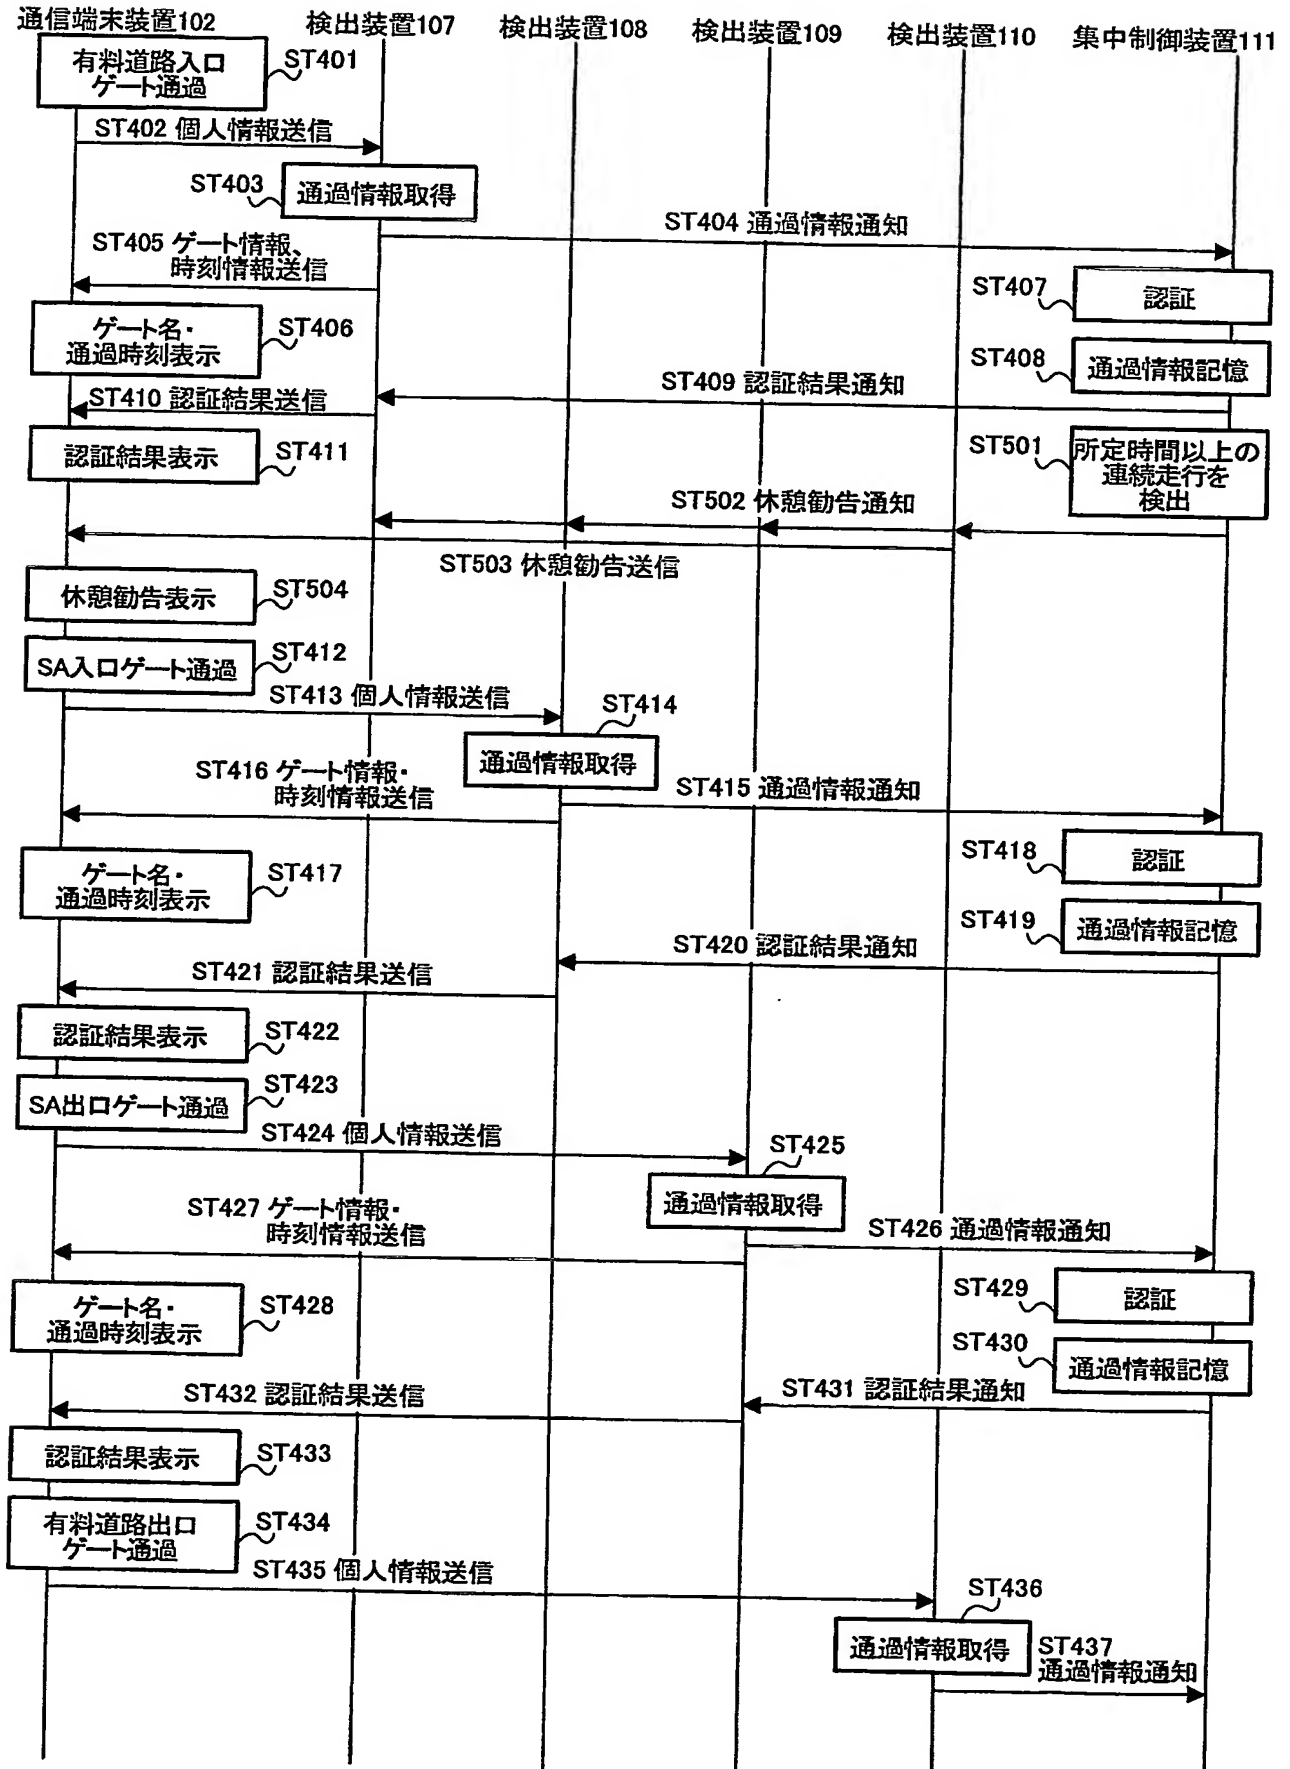 通信端末装置102
検出装置107
検出装置108
検出装置109
検出装置110
集中制御装置111
有料道路入口
ゲート通過
ST401
ST402 個人情報送信
ST403
通過情報取得
ST404 通過情報通知
ST405 ゲート情報、
時刻情報送信
ST407
認証
ゲート名・
通過時刻表示
ST406
ST408
通過情報記憶
ST409 認証結果通知
ST410 認証結果送信
認証結果表示
ST411
ST501
所定時間以上の
連続走行を
検出
ST502 休憩勧告通知
ST503 休憩勧告送信
休憩勧告表示
ST504
SA入口ゲート通過
ST412
ST413 個人情報送信
ST414
通過情報取得
ST416 ゲート情報・
時刻情報送信
ST415 通過情報通知
ST418
認証
ゲート名・
通過時刻表示
ST417
ST419
通過情報記憶
ST420 認証結果通知
ST421 認証結果送信
認証結果表示
ST422
SA出口ゲート通過
ST423
ST424 個人情報送信
ST425
通過情報取得
ST427 ゲート情報・
時刻情報送信
ST426 通過情報通知
ST429
認証
ゲート名・
通過時刻表示
ST428
ST430
通過情報記憶
ST431 認証結果通知
ST432 認証結果送信
認証結果表示
ST433
有料道路出口
ゲート通過
ST434
ST435 個人情報送信
ST436
通過情報取得
ST437
通過情報通知